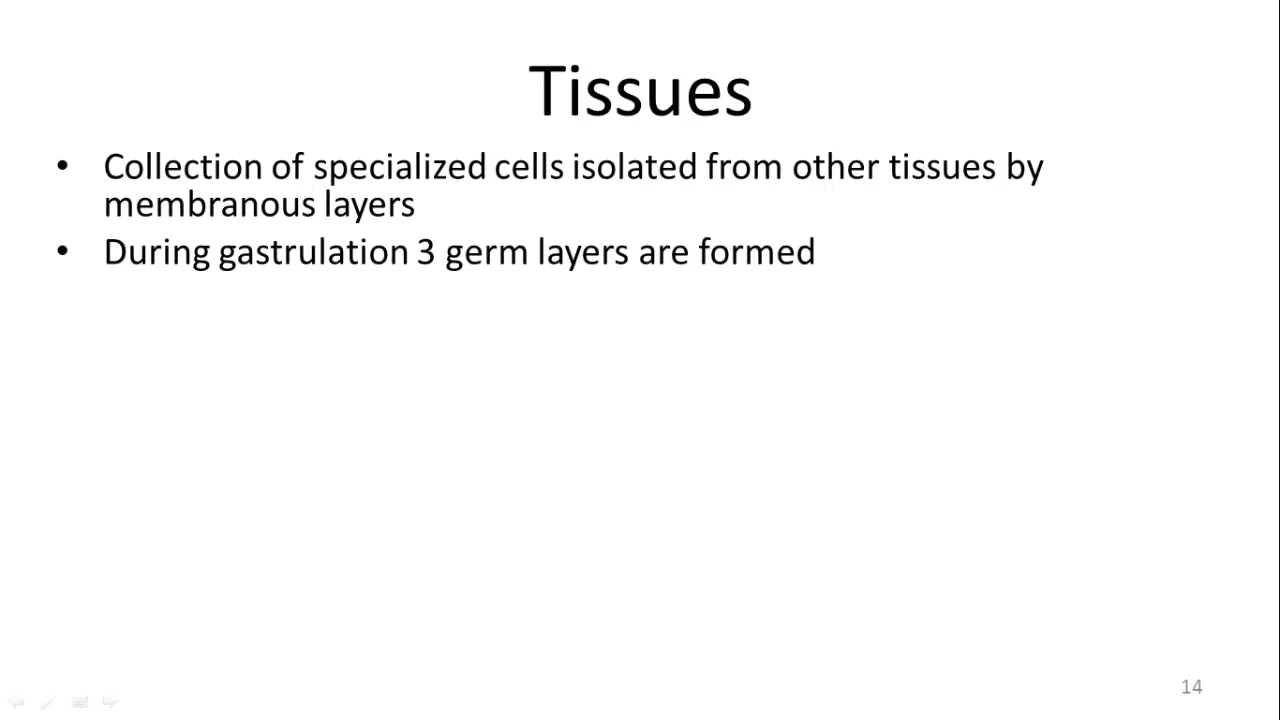 Tissues
• Collection of specialized cells isolated from other tissues by
membranous layers
• During gastrulation 3 germ layers are formed
14